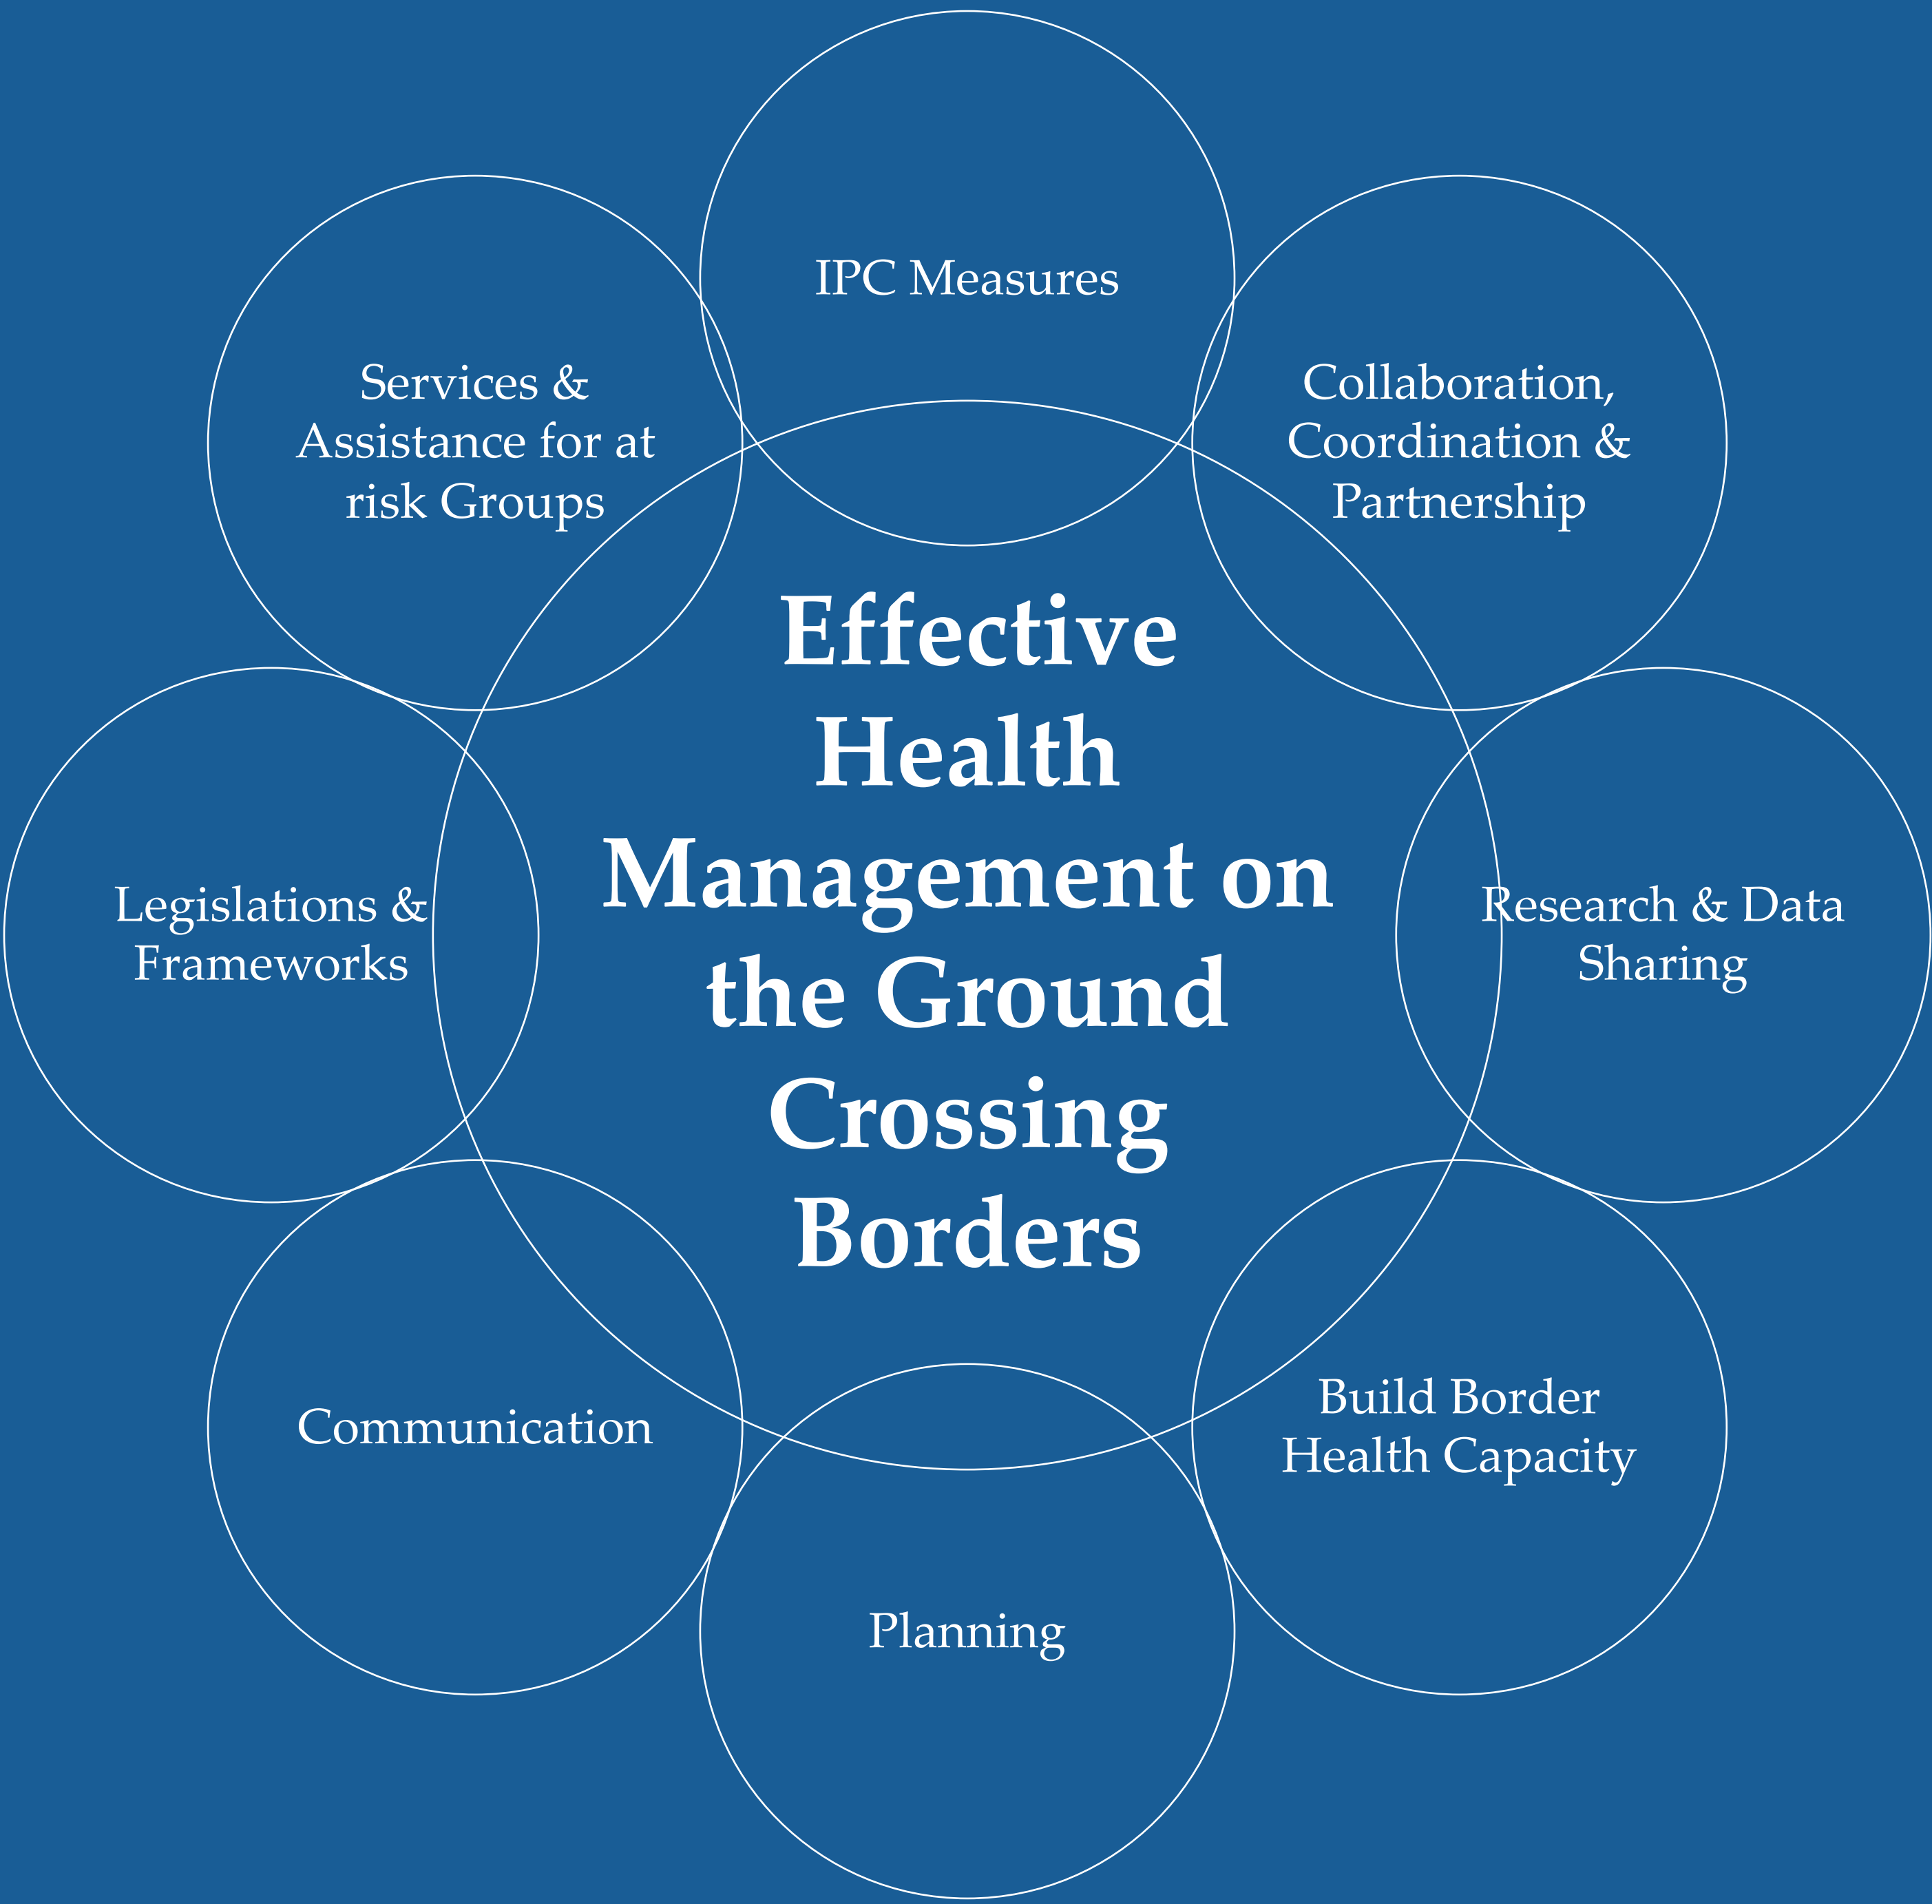 IPC Measures
Services &
Assistance for at
risk Groups
Collaboration,
Coordination &
Partnership
Effective
Health
Management on
the Ground
Crossing
Borders
Legislations &
Frameworks
Research & Data
Sharing
Communication
Build Border
Health Capacity
Planning